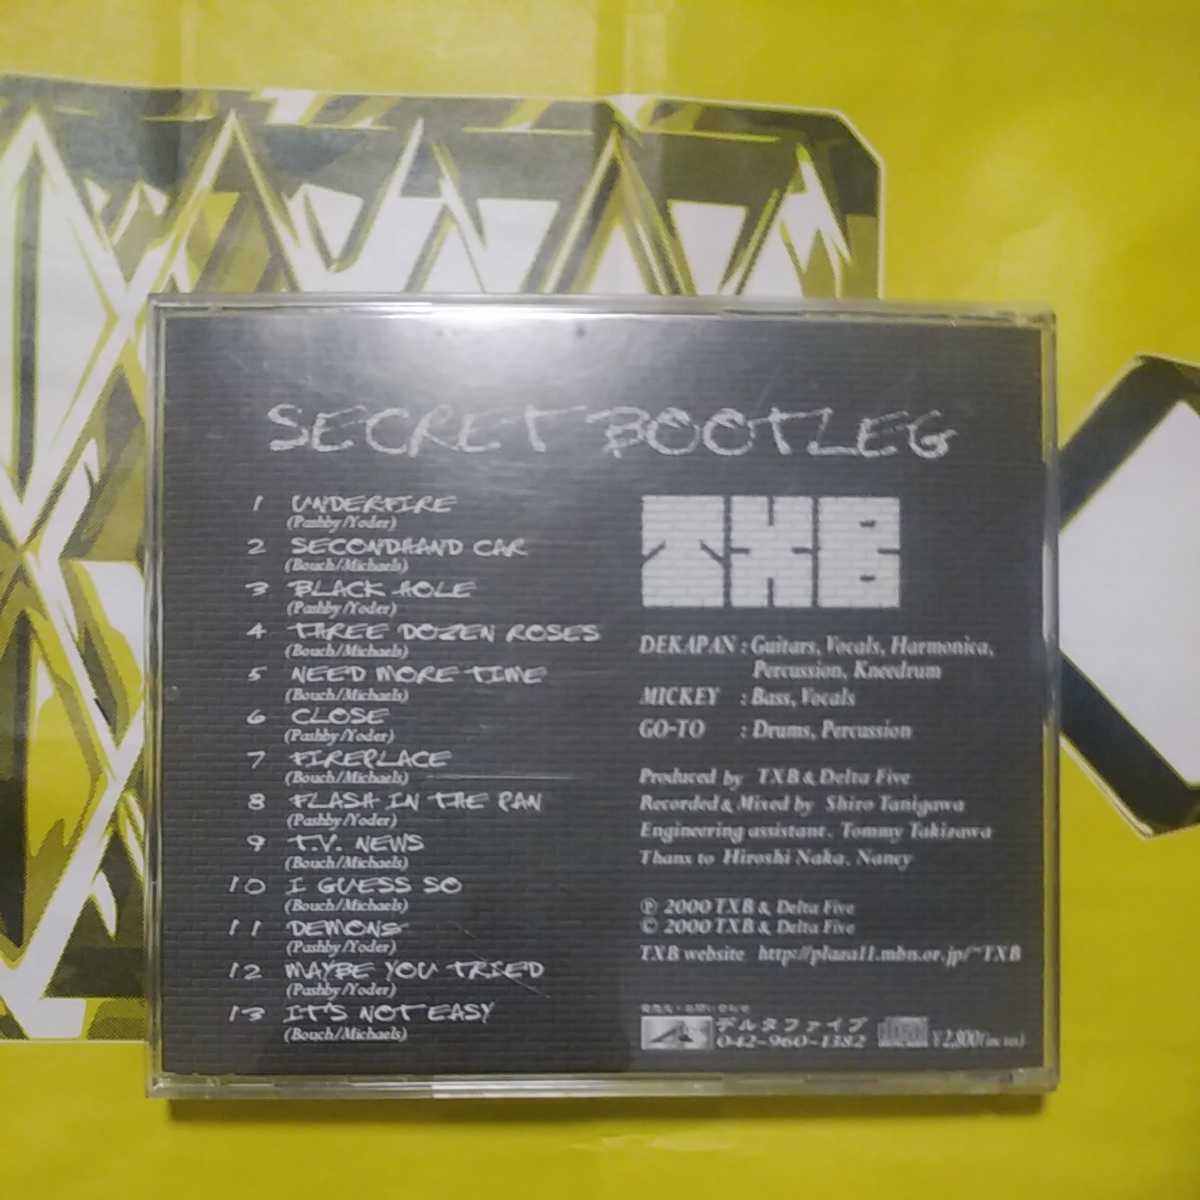 SECRET BOOTLEG
1 UNDERFIRE
(Pashby/Yoder)
2 SECONDHAND CAR
(Bouch/Michaels)
3 BLACK HOLE
(Pashby/Yoder)
4 THREE DOZEN ROSES
(Bouch/Michaels)
5 NEED MORE TIME
(Bouch/Michaels)
6 CLOSE
(Pashby/Yoder)
7 FIREPLACE
(Bouch/Michaels)
8 FLASH IN THE PAN
(Pashby/Yoder)
9 T.V. NEWS
(Bouch/Michaels)
10 I GUESS SO
(Bouch/Michaels)
11 DEMONS
(Pashby/Yoder)
12 MAYBE YOU TRIED
(Pashby/Yoder)
13 IT'S NOT EASY
(Bouch/Michaels)
TXB
DEKAPAN : Guitars, Vocals, Harmonica,
Percussion, Kneedrum
MICKEY : Bass, Vocals
GO-TO : Drums, Percussion
Produced by TXB & Delta Five
Recorded & Mixed by Shiro Tanigawa
Engineering assistant. Tommy Takizawa
Thanx to Hiroshi Naka, Nancy
℗ 2000 TXB & Delta Five
© 2000 TXB & Delta Five
TXB website http://plaza11.mbn.or.jp/~TXB
デルタファイブ
042-960-1382
¥2,800